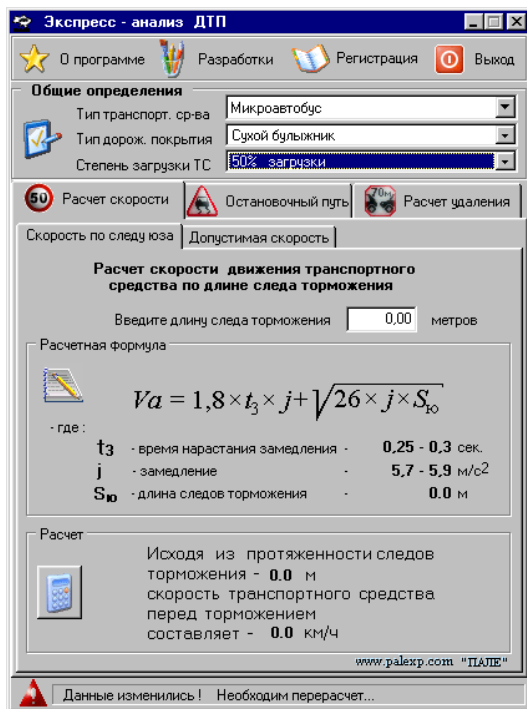 Экспресс - анализ ДТП
О программе Разработки Регистрация Выход
Общие определения
Тип транспорт. ср-ва Микроавтобус
Тип дорож. покрытия Сухой булыжник
Степень загрузки ТС 50% загрузки
50 Расчет скорости Остановочный путь 70м Расчет удаления
Скорость по следу юза Допустимая скорость
Расчет скорости движения транспортного
средства по длине следа торможения
Введите длину следа торможения 0,00 метров
Расчетная формула
Va = 1,8 × t₃ × j + √26 × j × Sю
- где :
t3 - время нарастания замедления - 0,25 - 0,3 сек.
j - замедление - 5,7 - 5,9 м/с2
Sю - длина следов торможения - 0.0 м
Расчет
Исходя из протяженности следов
торможения - 0.0 м
скорость транспортного средства
перед торможением
составляет - 0.0 км/ч
www.palexp.com "ПАЛЕ"
Данные изменились ! Необходим перерасчет...